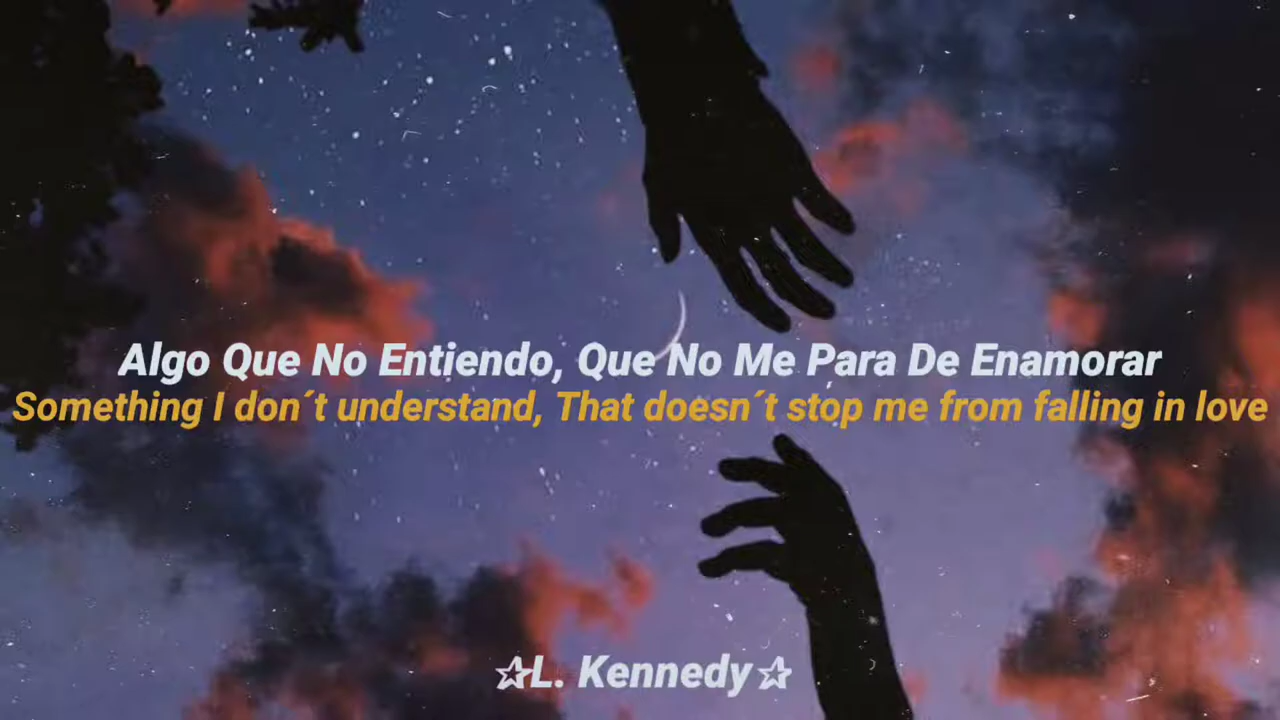 Algo Que No Entiendo, Que No Me Para De Enamorar
Something I don´t understand, That doesn´t stop me from falling in love
☆L. Kennedy☆